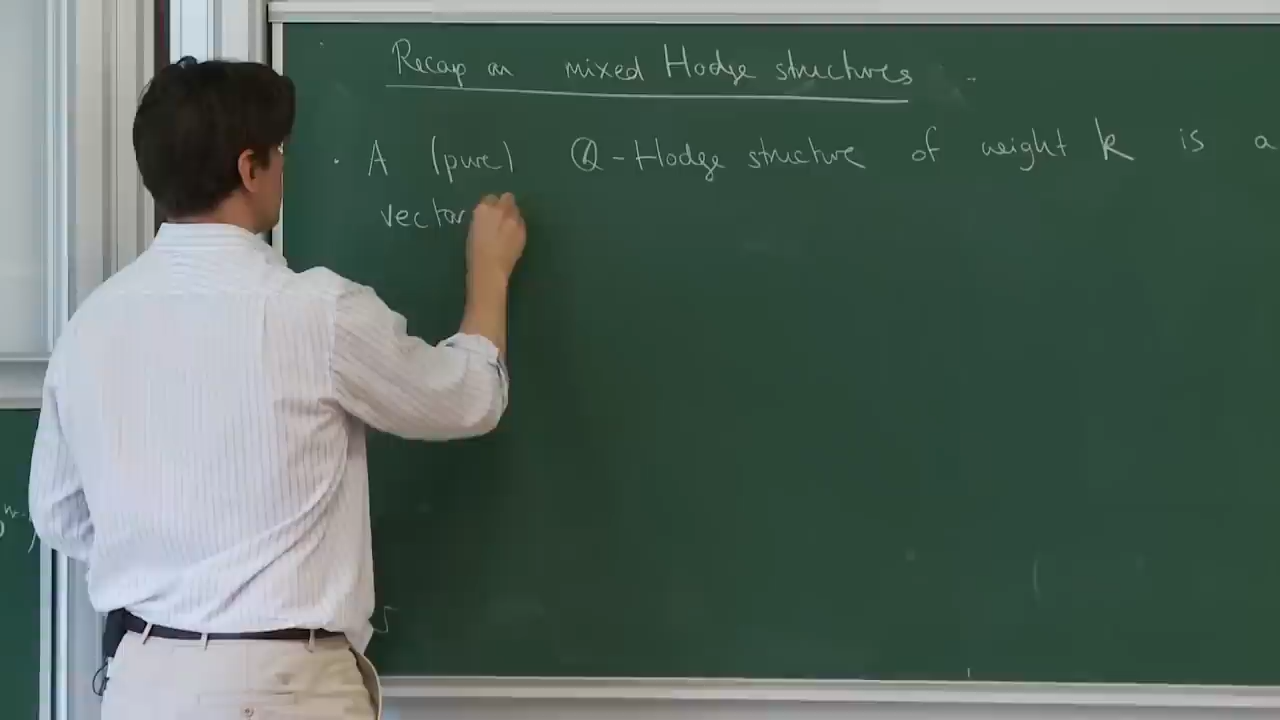 Recap on mixed Hodge structures
· A (pure) Q-Hodge structure of weight k is a
vector